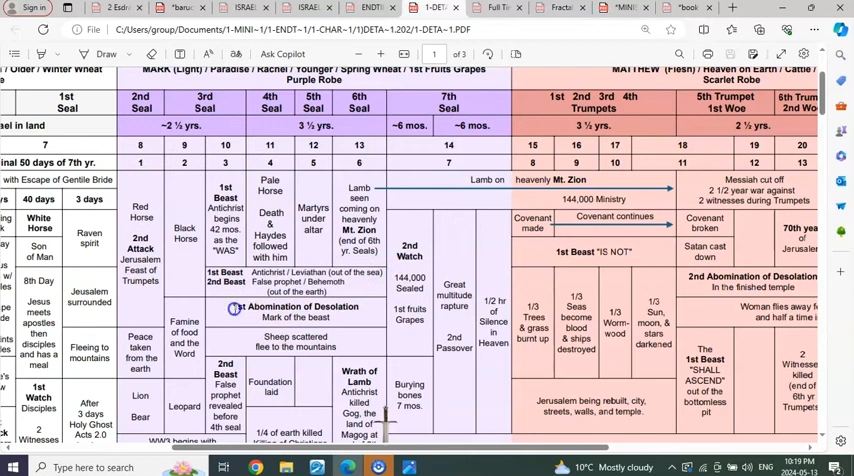 Sign in
2 Esdra
*baruc
ISRAEL
ISRAEL
ENDTIN
1-DETA
Full Tim
Fractal
*MINIS
*book
File
C:/Users/group/Documents/1-MINI~1/1-ENDT~1/1-CHAR~1/1)DETA~1.202/1-DETA~1.PDF
Draw
Ask Copilot
1
of 3
/ Older / Winter Wheat
MARK (Light) / Paradise / Rachel / Younger / Spring Wheat / 1st Fruits Grapes
Purple Robe
MATTHEW (Flesh) / Heaven on Earth / Cattle /
Scarlet Robe
1st
Seal
2nd
Seal
3rd
Seal
4th
Seal
5th
Seal
6th
Seal
7th
Seal
1st 2nd 3rd 4th
Trumpets
5th Trumpet
1st Woe
6th Trum
2nd Woe
ael in land
~2 ½ yrs.
3 ½ yrs.
~6 mos.
~6 mos.
3 ½ yrs.
2 ½ yrs.
7
8
9
10
11
12
13
14
15
16
17
18
19
20
inal 50 days of 7th yr.
1
2
3
4
5
6
7
8
9
10
11
12
13
with Escape of Gentile Bride
40 days
3 days
White
Horse
Son of
Man
8th Day
Jesus
meets
apostles
then
disciples
and has a
meal
1st
Watch
Disciples
2
Witnesses
Raven
spirit
Jerusalem
surrounded
Fleeing to
mountains
After
3 days
Holy Ghost
Acts 2.0
Red
Horse
2nd
Attack
Jerusalem
Feast of
Trumpets
Peace
taken
from the
earth
Lion
Bear
Black
Horse
Famine
of food
and the
Word
Leopard
1st
Beast
Antichrist
begins
42 mos.
as the
"WAS"
Pale
Horse
Death
&
Haydes
followed
with him
Martyrs
under
altar
Lamb
seen
coming on
heavenly
Mt. Zion
(end of 6th
yr. Seals)
1st Beast Antichrist / Leviathan (out of the sea)
2nd Beast False prophet / Behemoth
(out of the earth)
1st Abomination of Desolation
Mark of the beast
Sheep scattered
flee to the mountains
2nd
Beast
False
prophet
revealed
before
4th seal
Foundation
laid
1/4 of earth killed
WW3 begins with
Wrath of
Lamb
Antichrist
killed
Gog, the
land of
Magog at
2nd
Watch
144,000
Sealed
1st fruits
Grapes
Burying
bones
7 mos.
Great
multitude
rapture
2nd
Passover
1/2 hr
of
Silence
in
Heaven
Lamb on heavenly Mt. Zion
144,000 Ministry
Covenant
made
Covenant continues
1st Beast "IS NOT"
1/3
Trees
& grass
burnt up
1/3
Seas
become
blood &
ships
destroyed
1/3
Worm-
wood
1/3
Sun,
moon, &
stars
darkened
Jerusalem being rebuilt, city,
streets, walls, and temple.
Messiah cut off
2 1/2 year war against
2 witnesses during Trumpets
Covenant
broken
Satan cast
down
70th yea
of Jerusale
2nd Abomination of Desolation
In the finished temple
Woman flies away f
and half a time i
The
1st Beast
"SHALL
ASCEND"
out of the
bottomless
pit
2
Witnesse
killed
(end of
6th yr
Trumpets
Type here to search
10°C Mostly cloudy
ENG
10:19 PM
2024-05-13